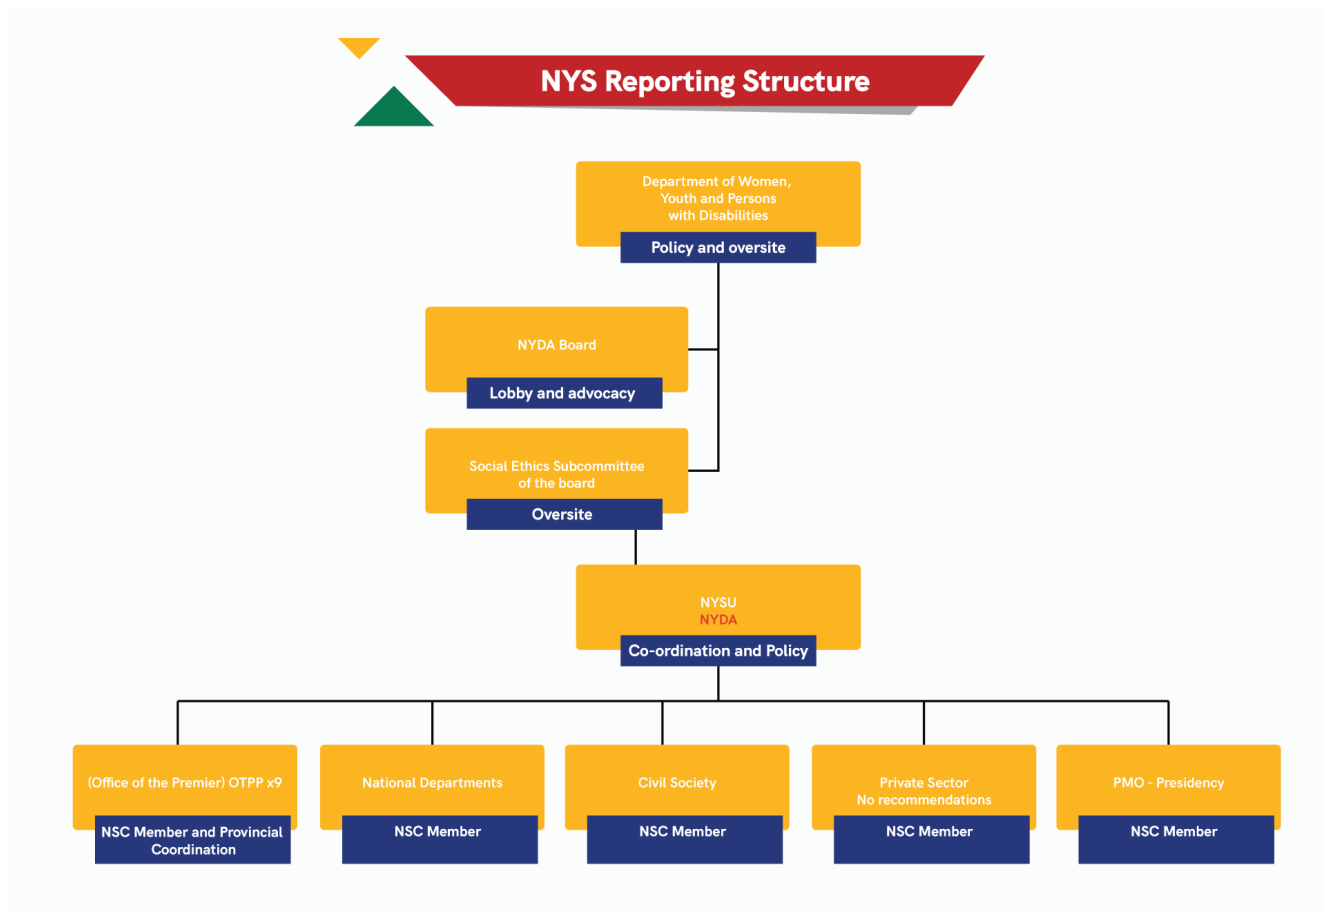 NYS Reporting Structure
Department of Women,
Youth and Persons
with Disabilities
Policy and oversite
NYDA Board
Lobby and advocacy
Social Ethics Subcommittee
of the board
Oversite
NYSU
NYDA
Co-ordination and Policy
(Office of the Premier) OTPP x9
NSC Member and Provincial
Coordination
National Departments
NSC Member
Civil Society
NSC Member
Private Sector
No recommendations
NSC Member
PMO - Presidency
NSC Member